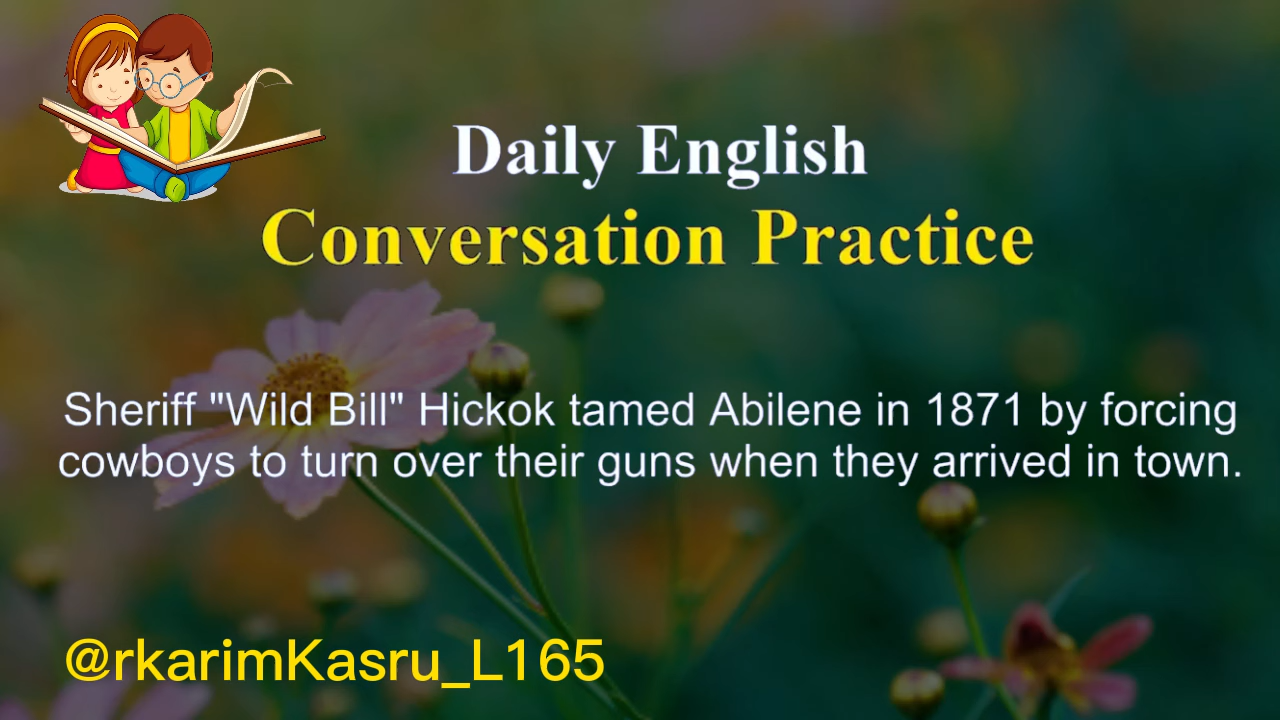 Daily English
Conversation Practice
Sheriff "Wild Bill" Hickok tamed Abilene in 1871 by forcing
cowboys to turn over their guns when they arrived in town.
@rkarimKasru_L165